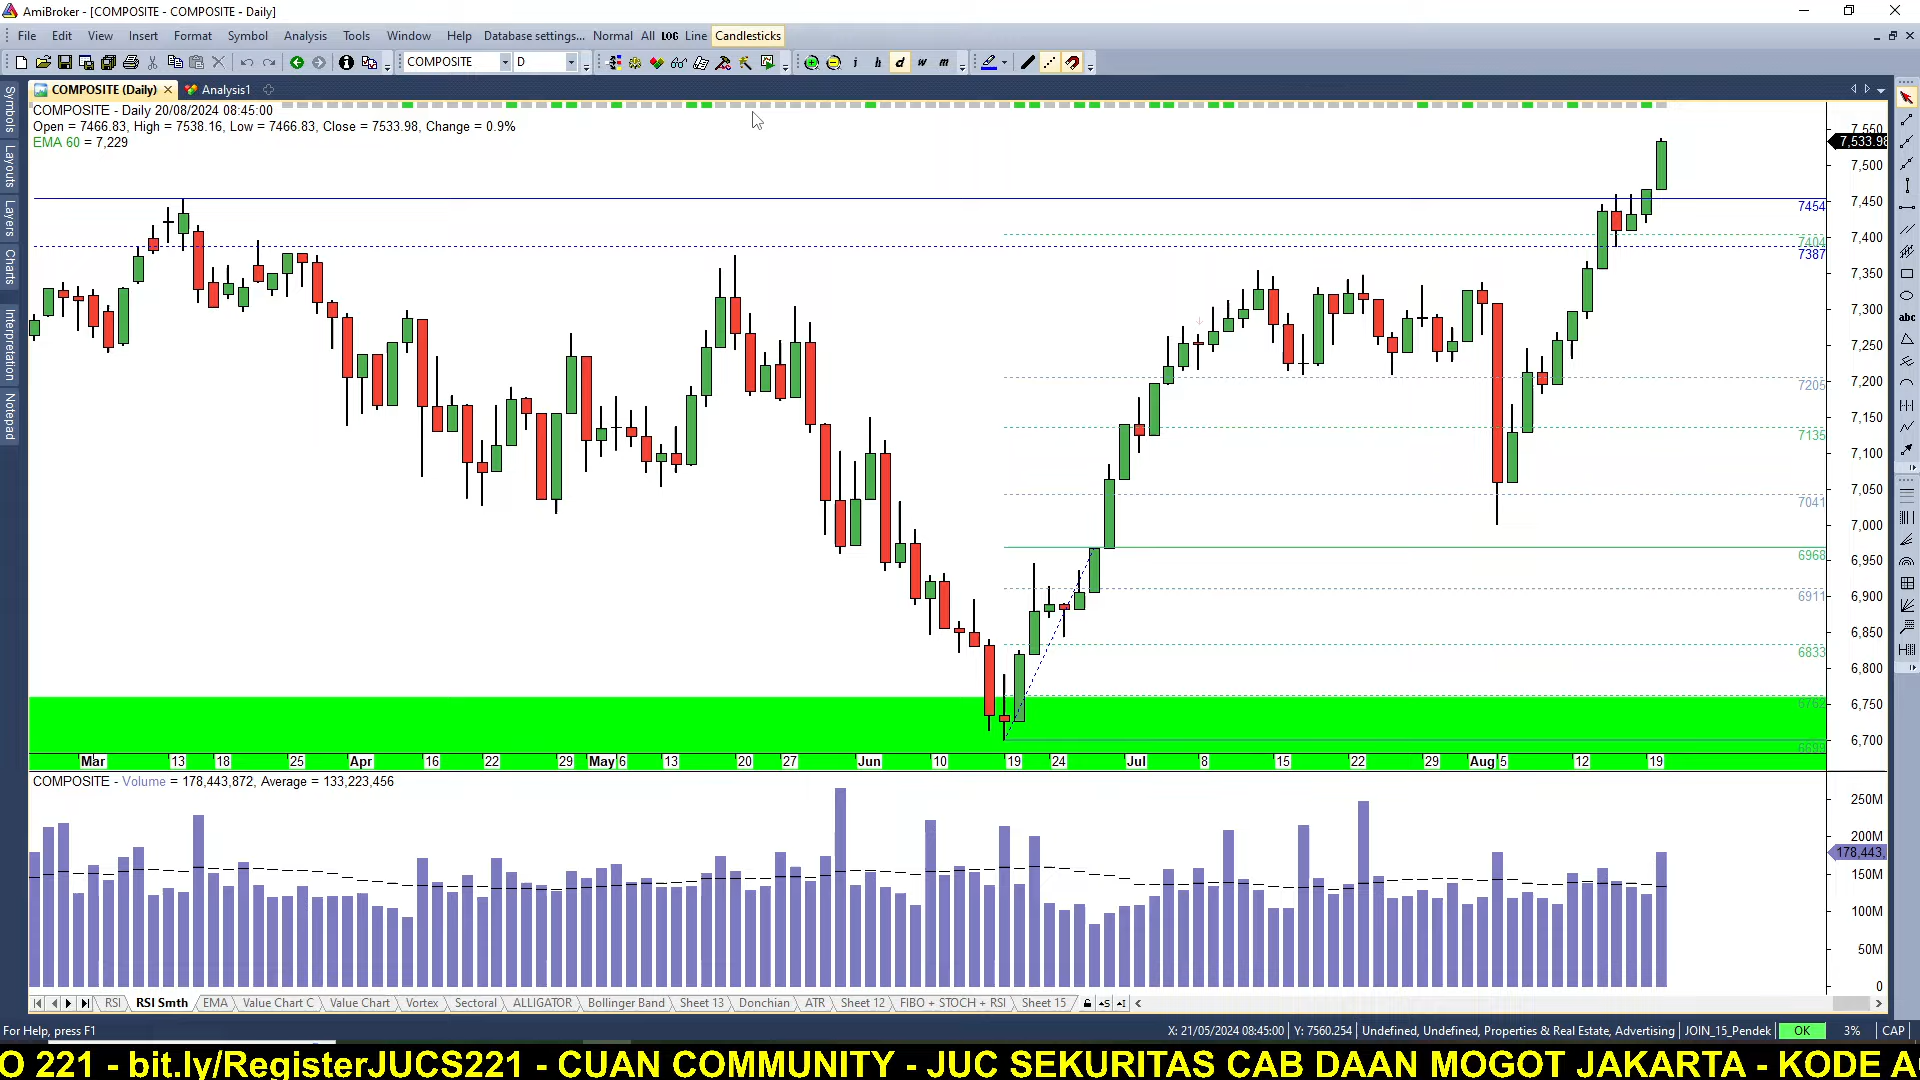 AmiBroker - [COMPOSITE - COMPOSITE - Daily]
File Edit View Insert Format Symbol Analysis Tools Window Help Database settings... Normal All LOG Line Candlesticks
COMPOSITE D i h d w m
COMPOSITE (Daily) Analysis1
COMPOSITE - Daily 20/08/2024 08:45:00
Open = 7466.83, High = 7538.16, Low = 7466.83, Close = 7533.98, Change = 0.9%
EMA 60 = 7,229
Symbols
Layouts
Layers
Charts
Interpretation
Notepad
abc
7,550
7,533.98
7,500
7,450
7,400
7,350
7,300
7,250
7,200
7,150
7,100
7,050
7,000
6,950
6,900
6,850
6,800
6,750
6,700
7454
7404
7387
7205
7135
7041
6968
6911
6833
6762
6699
Mar 13 18 25 Apr 16 22 29 May 6 13 20 27 Jun 10 19 24 Jul 8 15 22 29 Aug 5 12 19
COMPOSITE - Volume = 178,443,872, Average = 133,223,456
250M
200M
178,443,
150M
100M
50M
0
RSI RSI Smth EMA Value Chart C Value Chart Vortex Sectoral ALLIGATOR Bollinger Band Sheet 13 Donchian ATR Sheet 12 FIBO + STOCH + RSI Sheet 15
For Help, press F1 X: 21/05/2024 08:45:00 Y: 7560.254 Undefined, Undefined, Properties & Real Estate, Advertising JOIN_15_Pendek OK 3% CAP
O 221 - bit.ly/RegisterJUCS221 - CUAN COMMUNITY - JUC SEKURITAS CAB DAAN MOGOT JAKARTA - KODE A